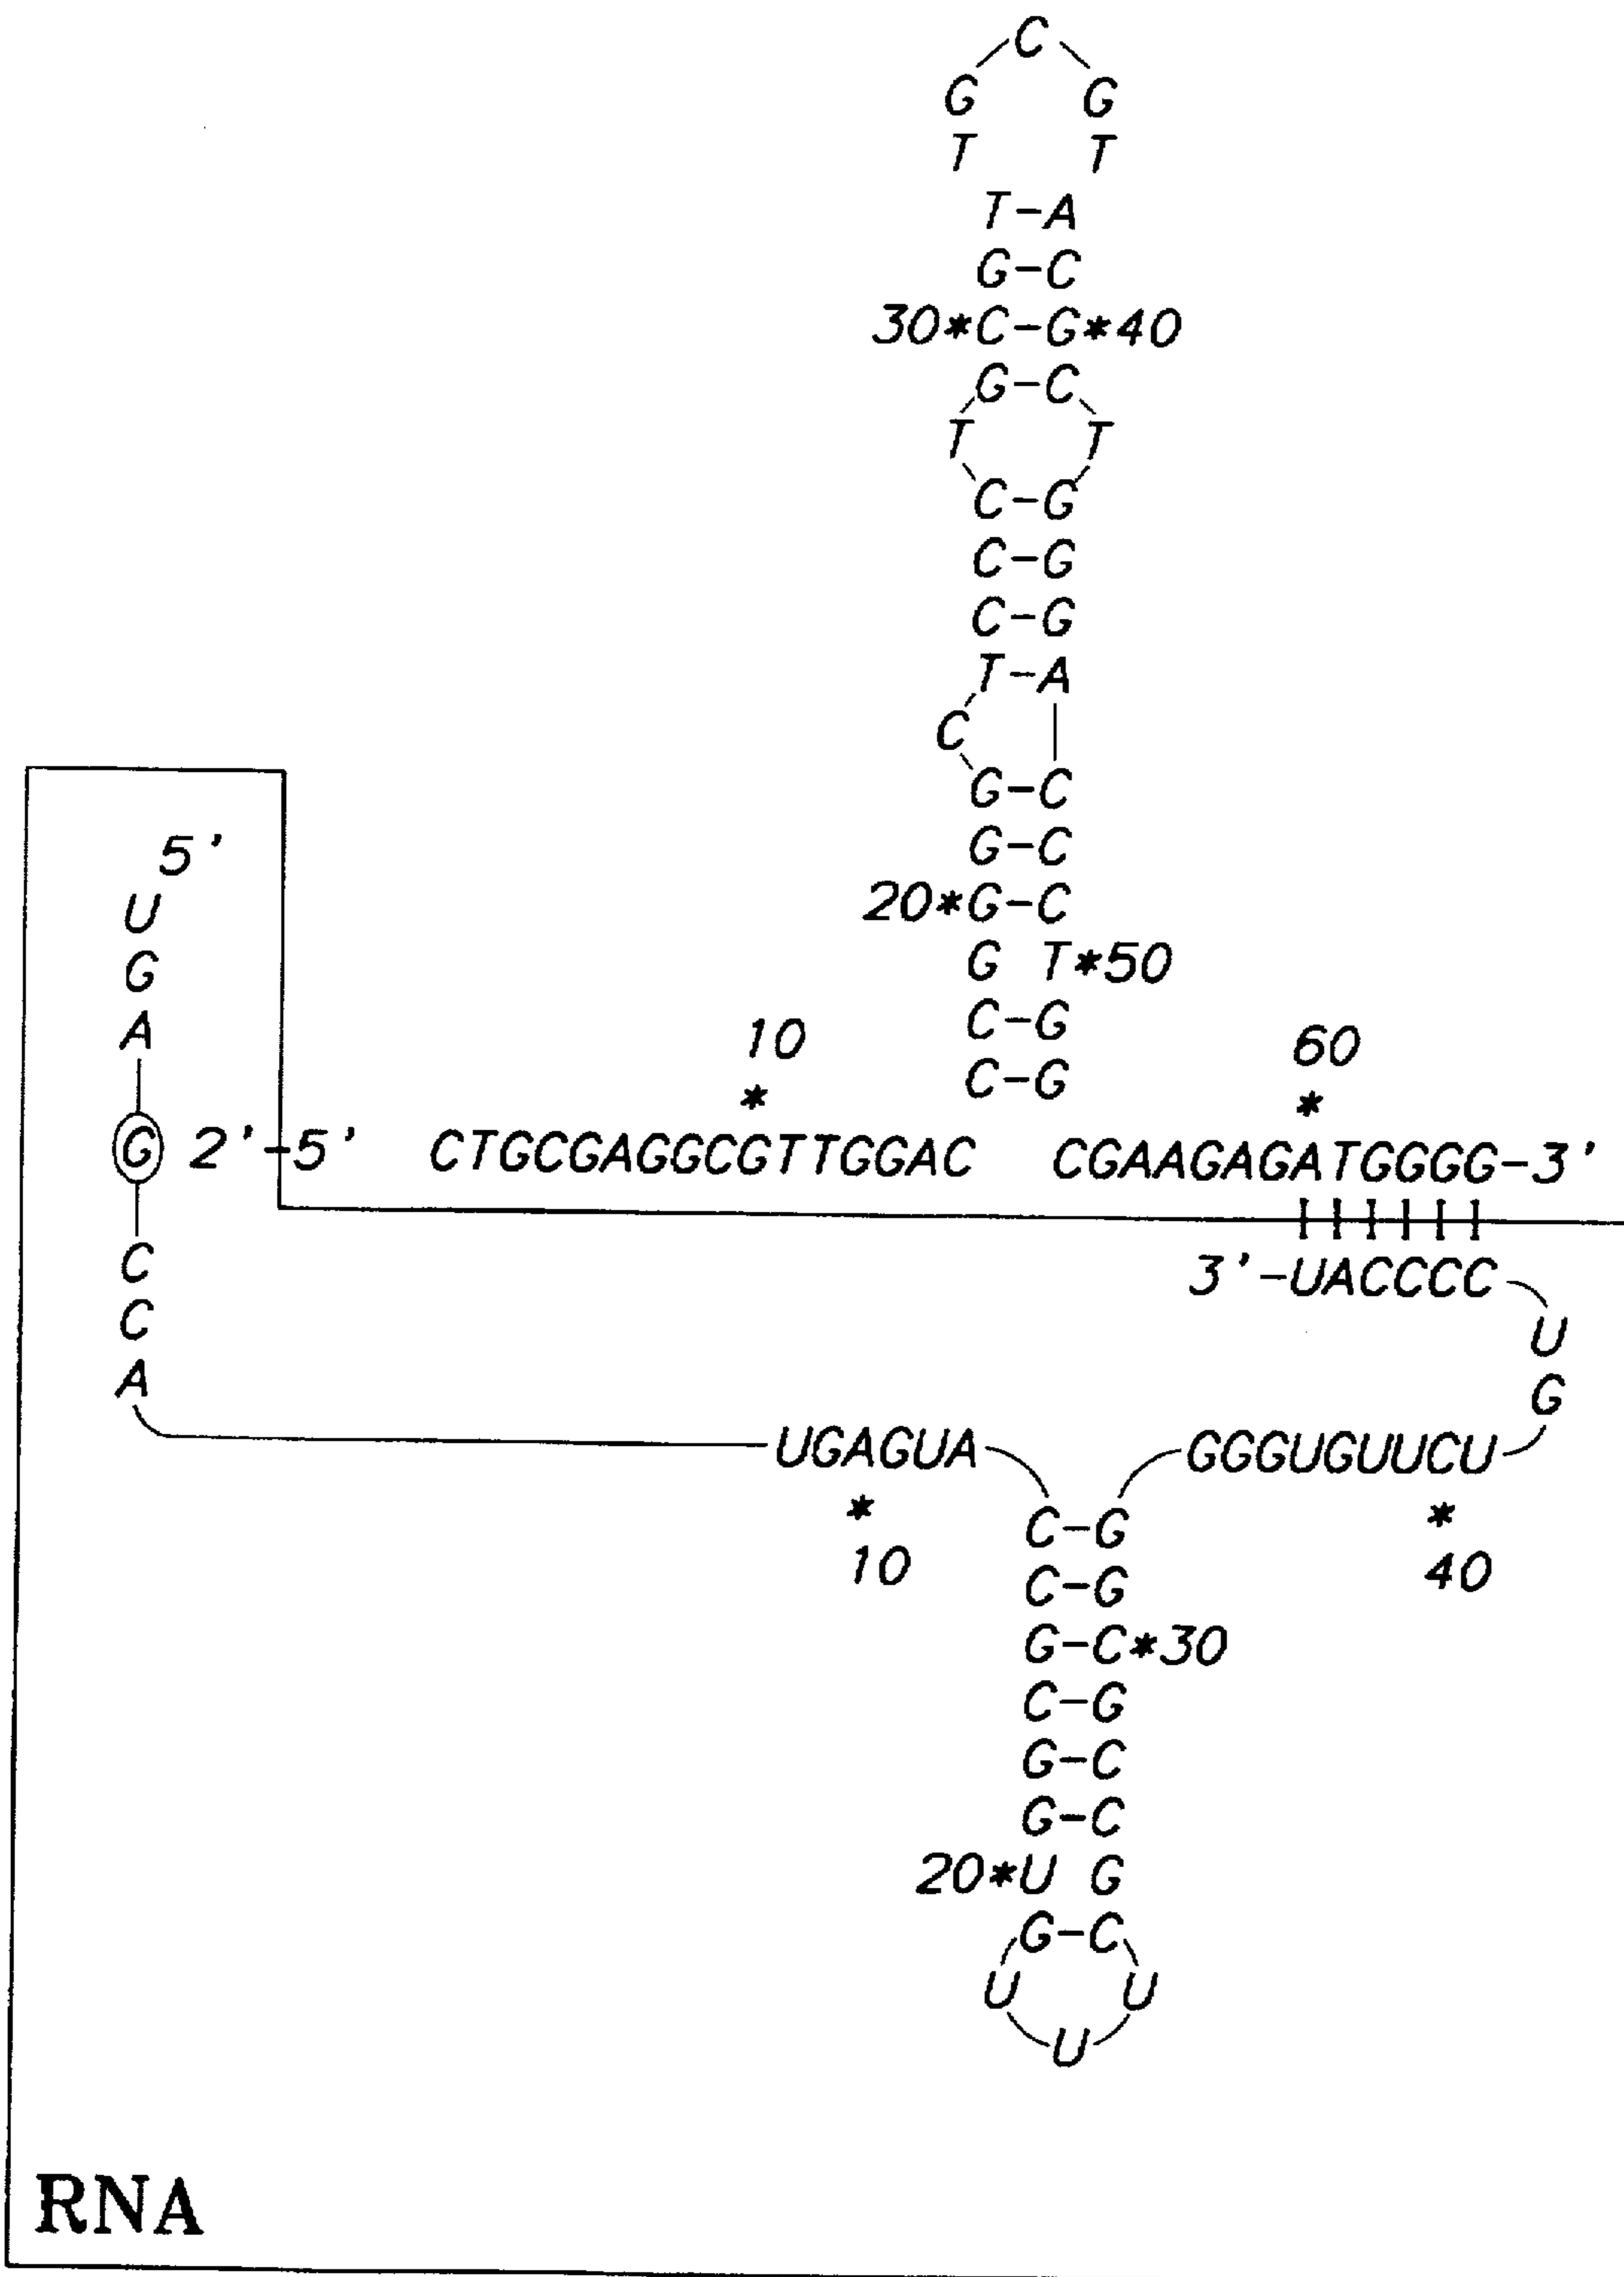 C
G G
T T
T-A
G-C
30*C-G*40
G-C
T T
C-G
C-G
C-G
T-A
C
G-C
G-C
20*G-C
G T*50
C-G
C-G
10 60
* *
5'
U
G
A
G 2'-5' CTGCGAGGCGTTGGAC CGAAGAGATGGGG-3'
C
C
A
3'-UACCCC
U
G
UGAGUA GGGUGUUCU
* *
10 40
C-G
C-G
G-C*30
C-G
G-C
G-C
20*U G
G-C
U U
U
RNA